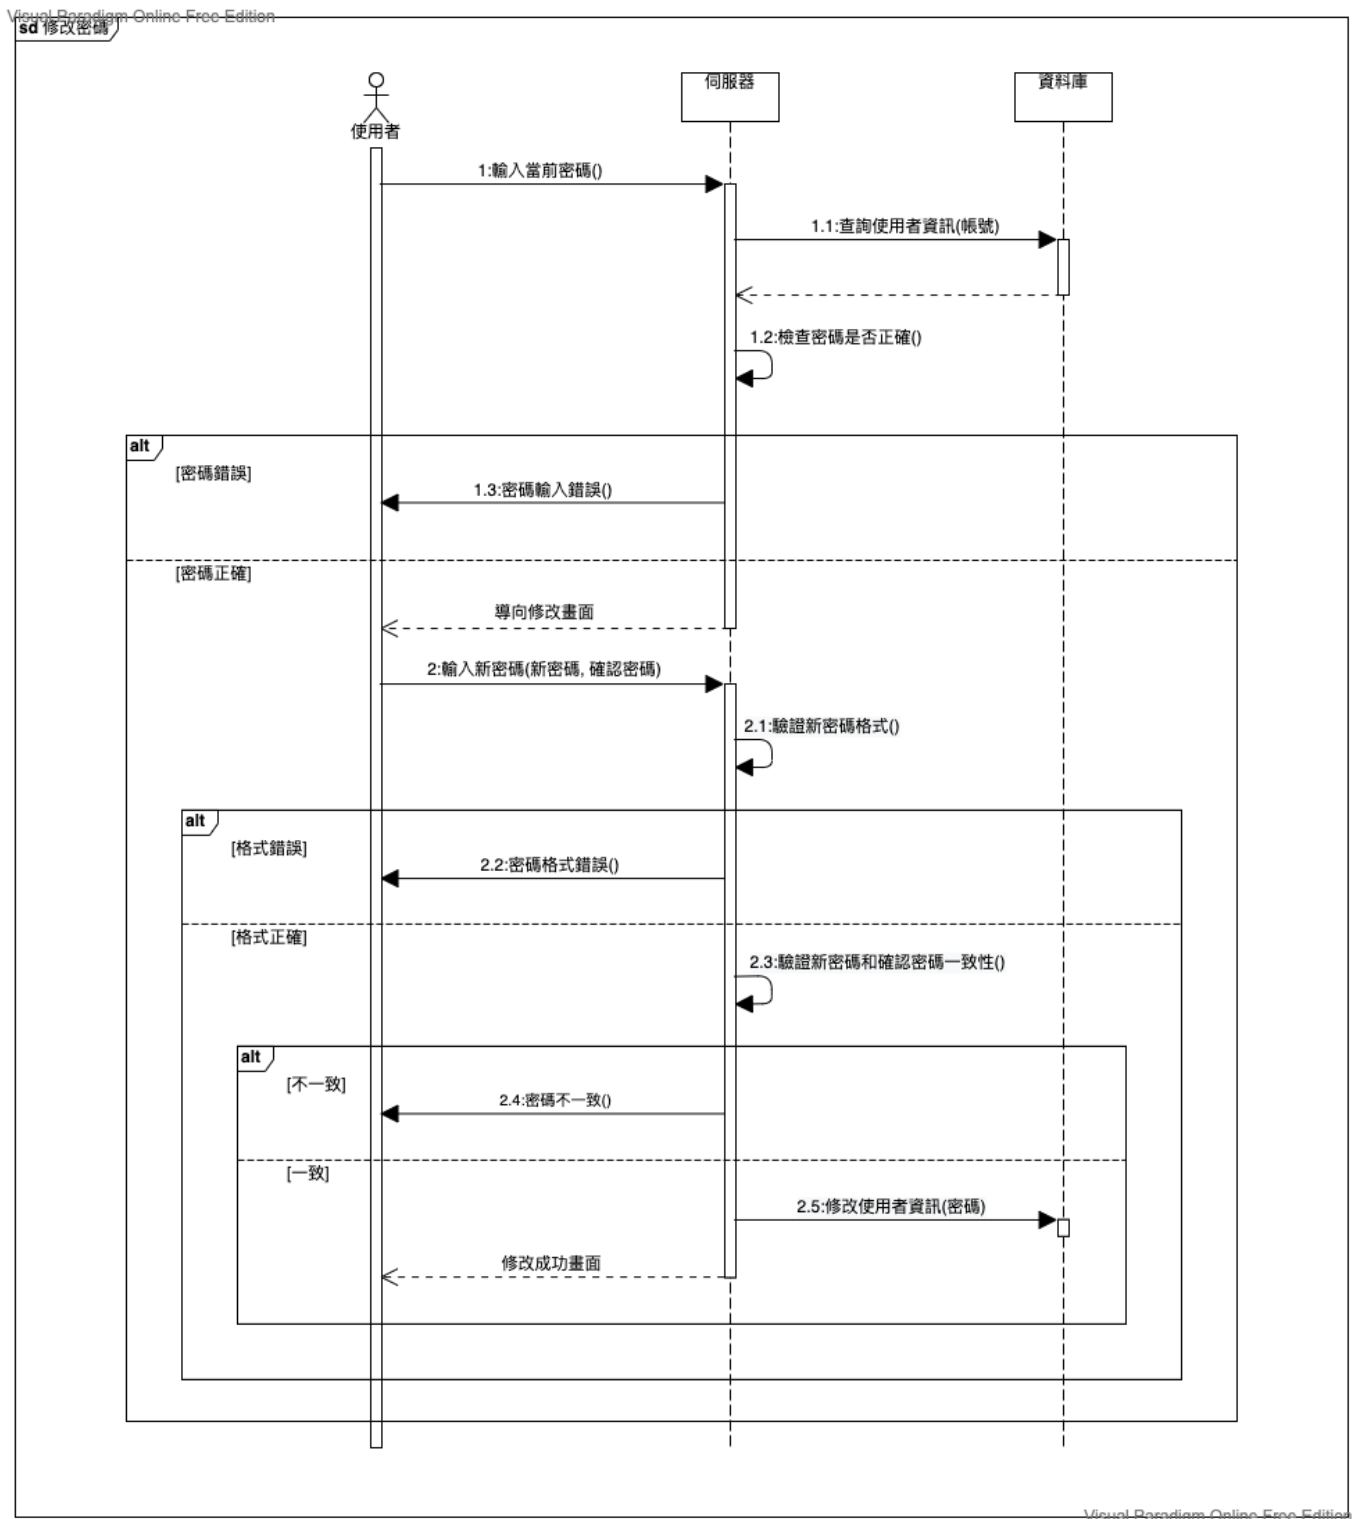 Visual Paradigm Online Free Edition
sd 修改密碼
使用者
伺服器
資料庫
1:輸入當前密碼()
1.1:查詢使用者資訊(帳號)
1.2:檢查密碼是否正確()
alt
[密碼錯誤]
1.3:密碼輸入錯誤()
[密碼正確]
導向修改畫面
2:輸入新密碼(新密碼, 確認密碼)
2.1:驗證新密碼格式()
alt
[格式錯誤]
2.2:密碼格式錯誤()
[格式正確]
2.3:驗證新密碼和確認密碼一致性()
alt
[不一致]
2.4:密碼不一致()
[一致]
2.5:修改使用者資訊(密碼)
修改成功畫面
Visual Paradigm Online Free Edition